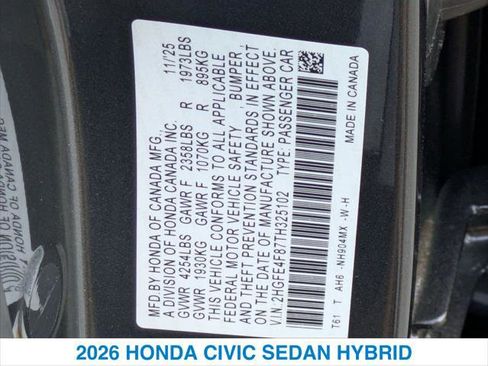 MFD.BY HONDA OF CANADA MFG. 11/'25
A DIVISION OF HONDA CANADA INC.
GVWR 4254LBS GAWR F 2358LBS R 1973LBS
GVWR 1930KG GAWR F 1070KG R 895KG
THIS VEHICLE CONFORMS TO ALL APPLICABLE
FEDERAL MOTOR VEHICLE SAFETY, BUMPER,
AND THEFT PREVENTION STANDARDS IN EFFECT
ON THE DATE OF MANUFACTURE SHOWN ABOVE.
V.I.N. 2HGFE4F87TH325102 TYPE: PASSENGER CAR
T61 T AH6 -NH904MX -W -H MADE IN CANADA
2026 HONDA CIVIC SEDAN HYBRID